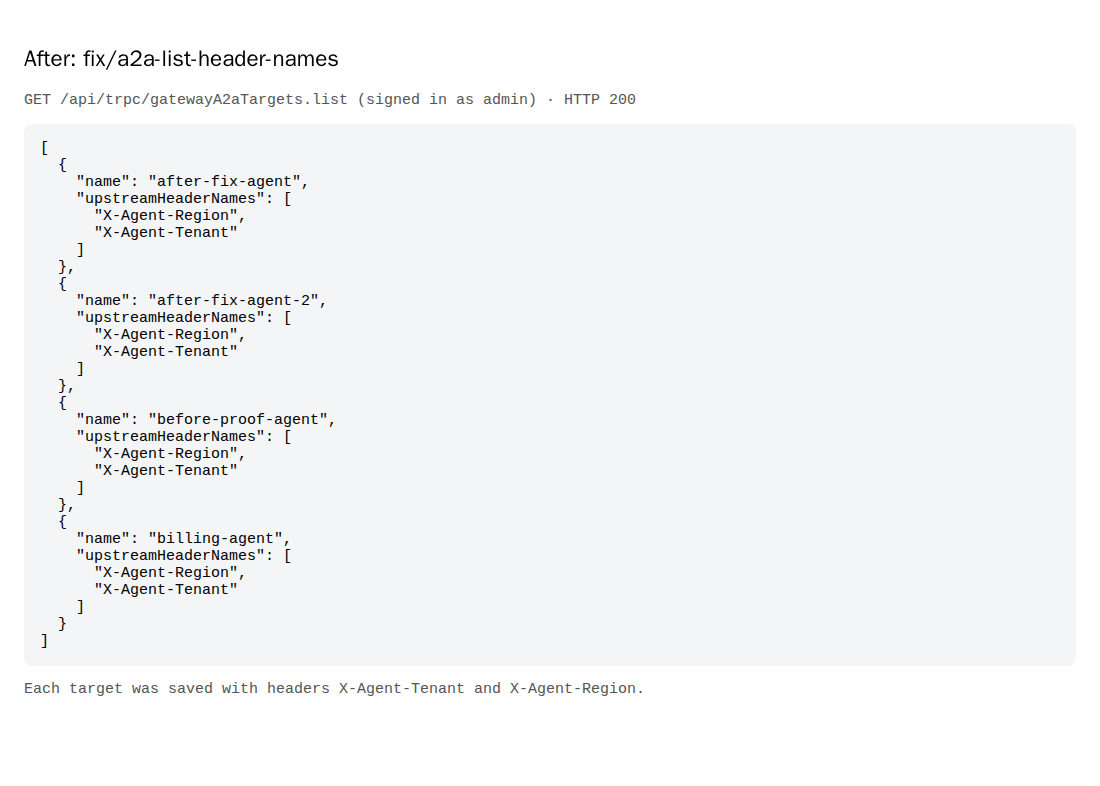 After: fix/a2a-list-header-names
GET /api/trpc/gatewayA2aTargets.list (signed in as admin) · HTTP 200
[
  {
    "name": "after-fix-agent",
    "upstreamHeaderNames": [
      "X-Agent-Region",
      "X-Agent-Tenant"
    ]
  },
  {
    "name": "after-fix-agent-2",
    "upstreamHeaderNames": [
      "X-Agent-Region",
      "X-Agent-Tenant"
    ]
  },
  {
    "name": "before-proof-agent",
    "upstreamHeaderNames": [
      "X-Agent-Region",
      "X-Agent-Tenant"
    ]
  },
  {
    "name": "billing-agent",
    "upstreamHeaderNames": [
      "X-Agent-Region",
      "X-Agent-Tenant"
    ]
  }
]
Each target was saved with headers X-Agent-Tenant and X-Agent-Region.